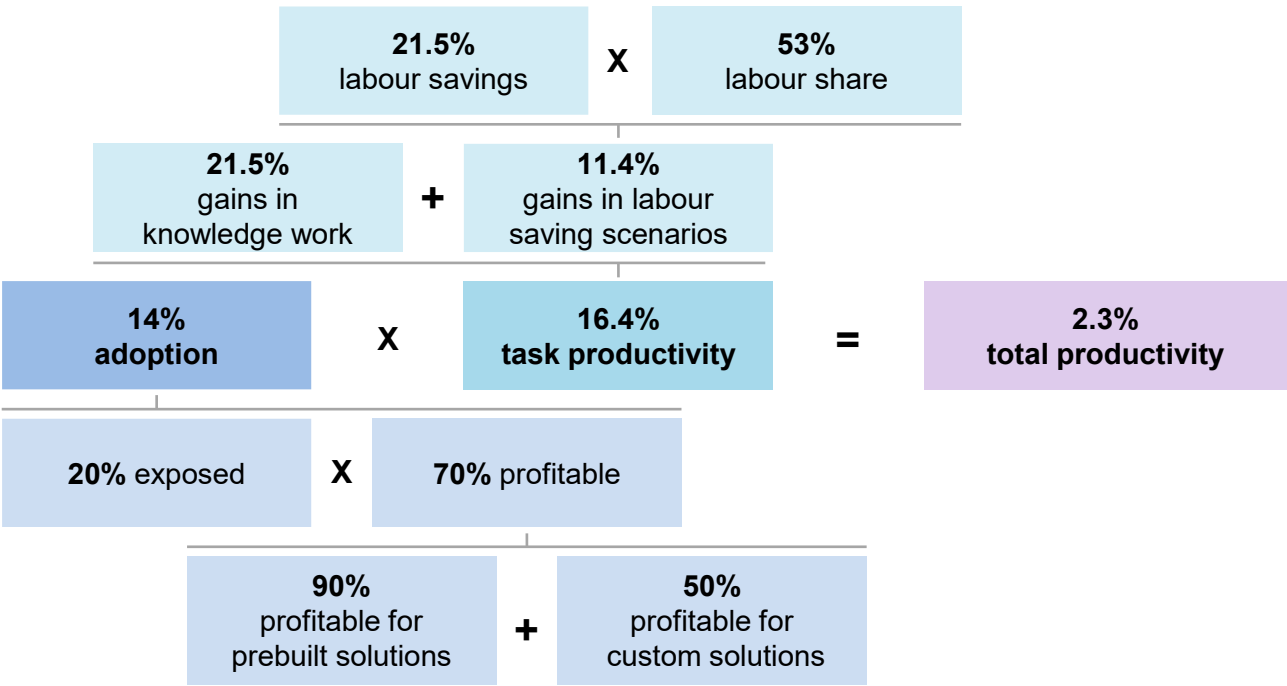 21.5%
labour savings
X
53%
labour share
21.5%
gains in
knowledge work
+
11.4%
gains in labour
saving scenarios
14%
adoption
X
16.4%
task productivity
=
2.3%
total productivity
20% exposed
X
70% profitable
90%
profitable for
prebuilt solutions
+
50%
profitable for
custom solutions